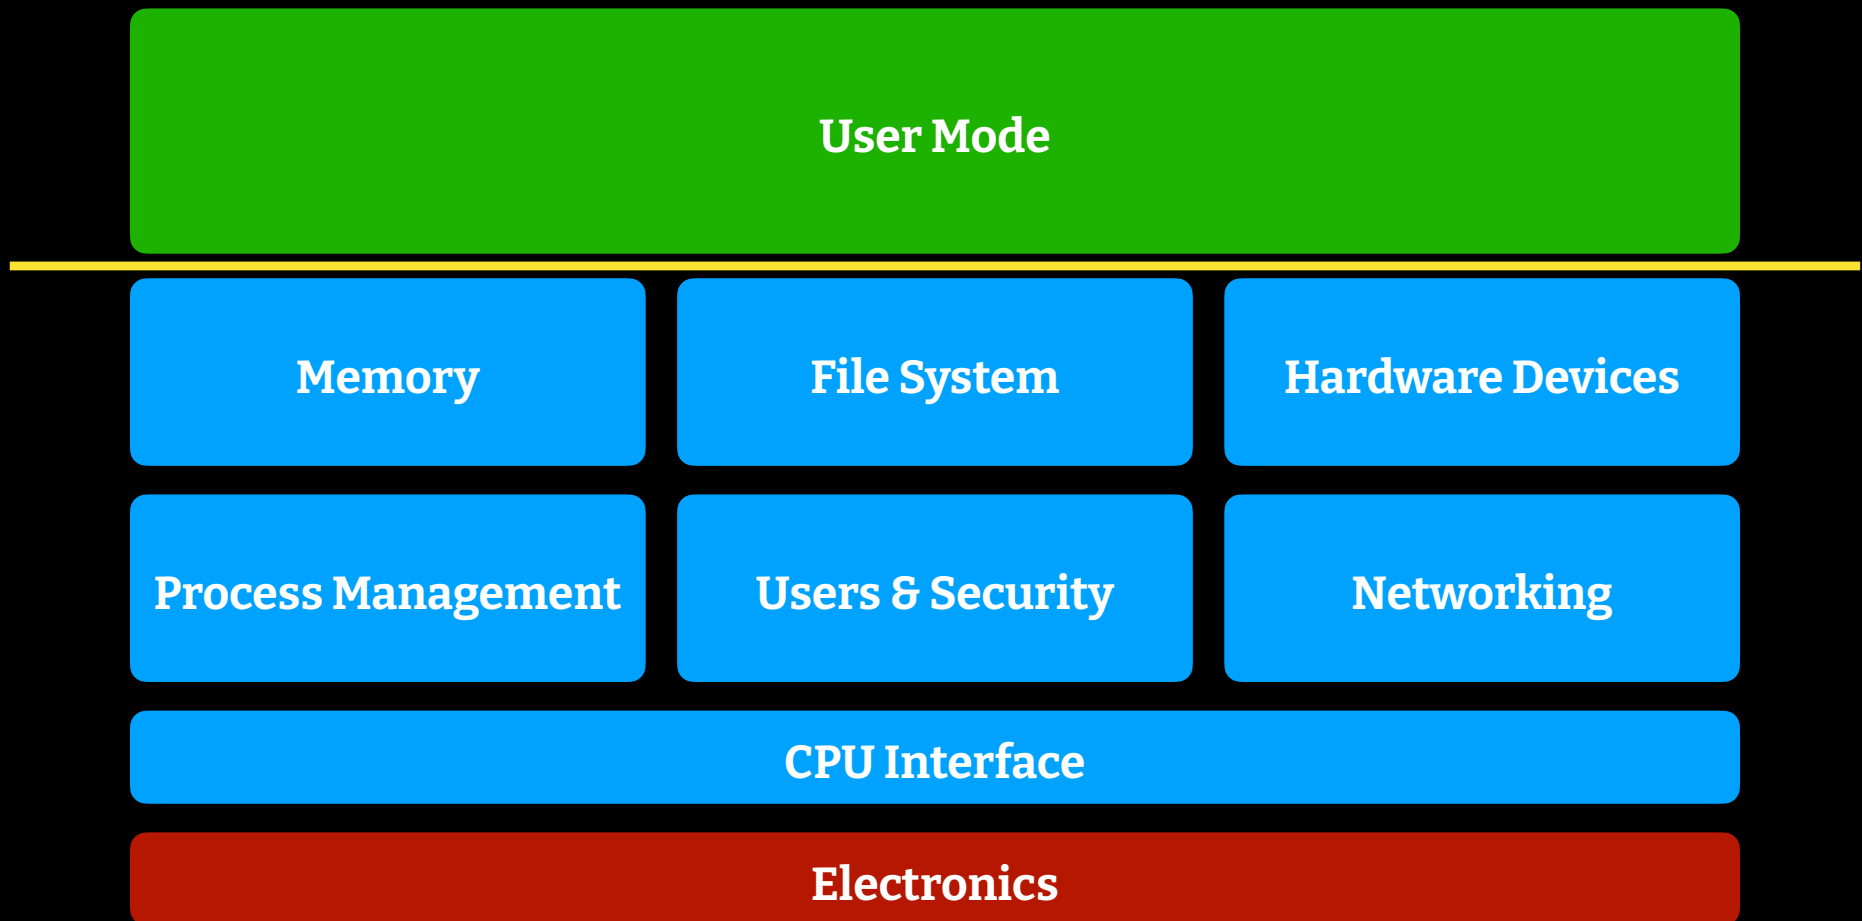 User Mode
Memory
File System
Hardware Devices
Process Management
Users & Security
Networking
CPU Interface
Electronics